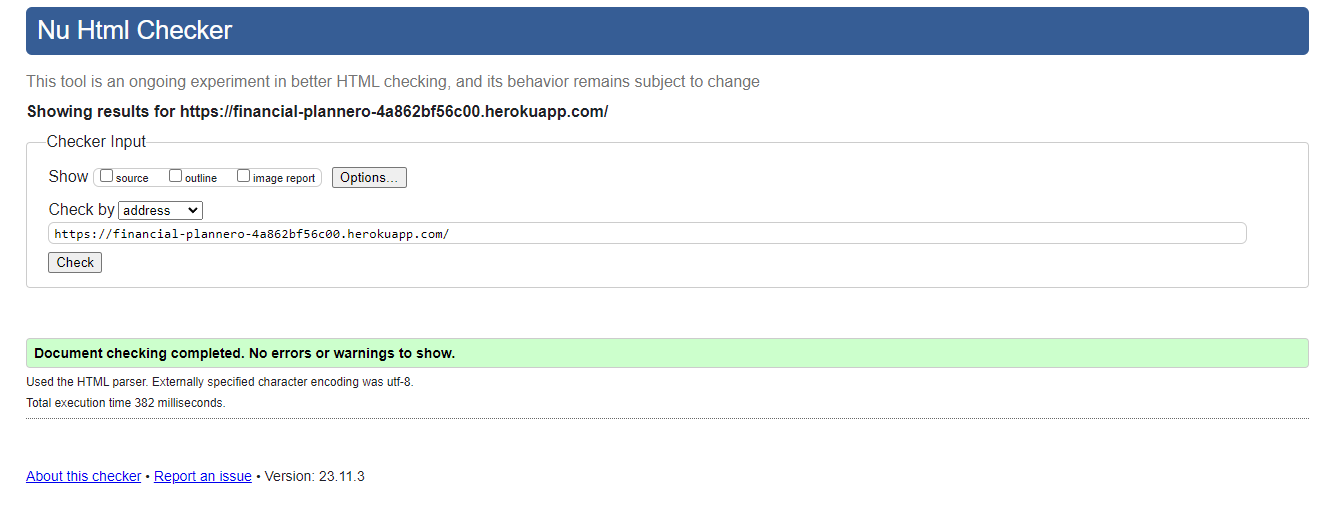 Nu Html Checker
This tool is an ongoing experiment in better HTML checking, and its behavior remains subject to change
Showing results for https://financial-plannero-4a862bf56c00.herokuapp.com/
Checker Input
Show source outline image report Options...
Check by address
https://financial-plannero-4a862bf56c00.herokuapp.com/
Check
Document checking completed. No errors or warnings to show.
Used the HTML parser. Externally specified character encoding was utf-8.
Total execution time 382 milliseconds.
About this checker • Report an issue • Version: 23.11.3